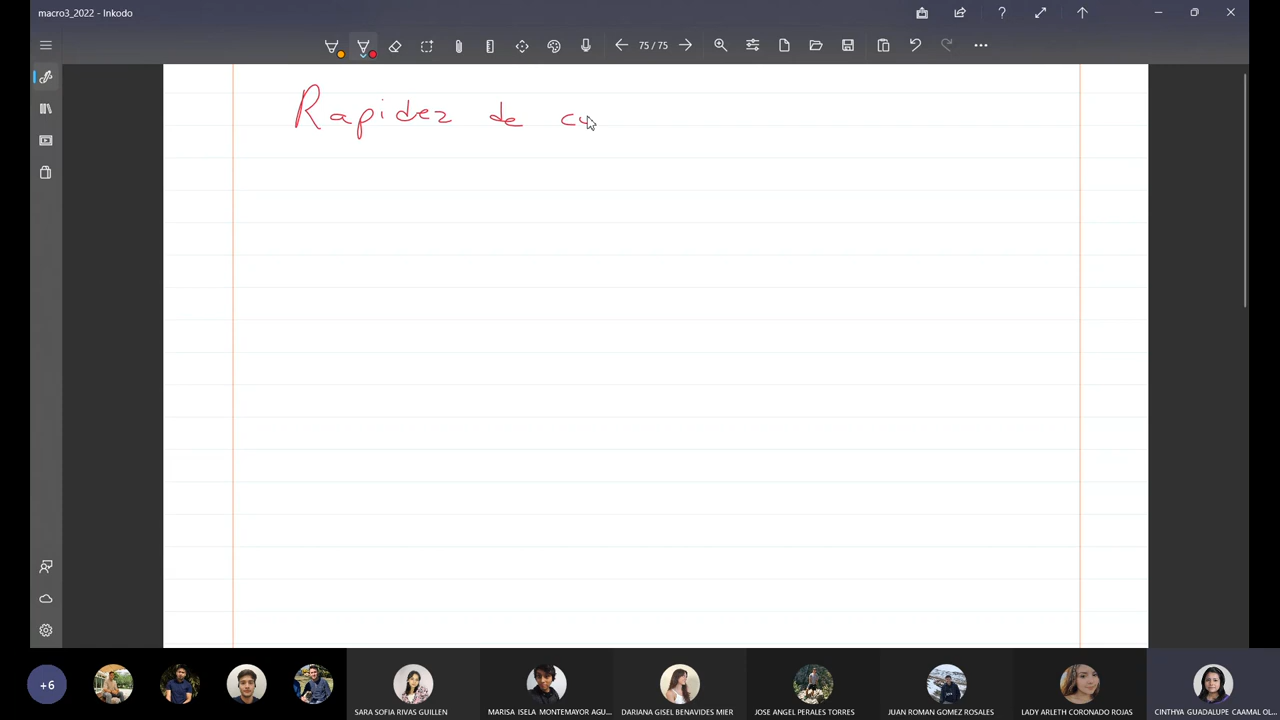 macro3_2022 - Inkodo
75 / 75
Rapidez de co
+6
SARA SOFIA RIVAS GUILLEN
MARISA ISELA MONTEMAYOR AGU...
DARIANA GISEL BENAVIDES MIER
JOSE ANGEL PERALES TORRES
JUAN ROMAN GOMEZ ROSALES
LADY ARLETH CORONADO ROJAS
CINTHYA GUADALUPE CAAMAL OL...